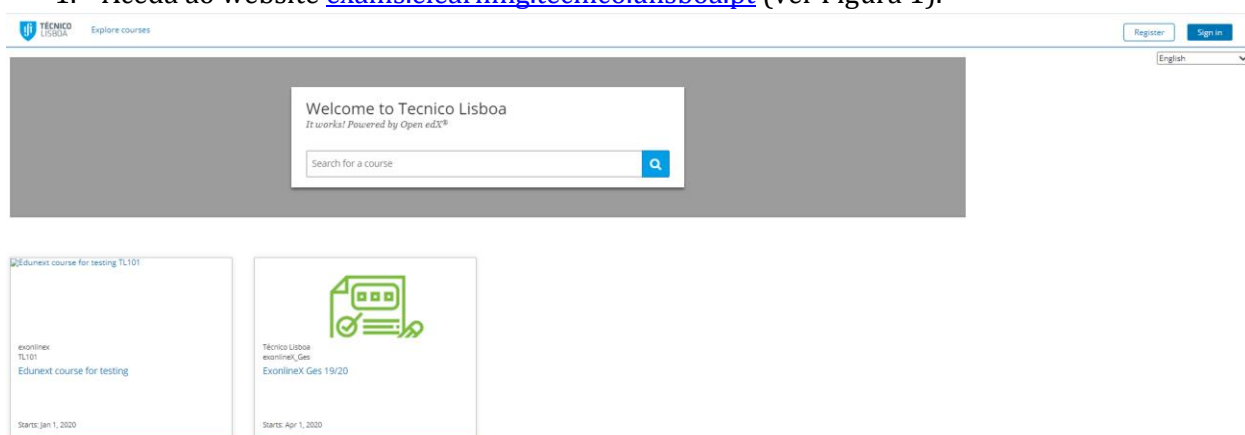 1. Aceda ao website exams.elearning.tecnico.ulisboa.pt (ver Figura 1).
TÉCNICO
LISBOA
Explore courses
Register
Sign in
English
Welcome to Tecnico Lisboa
It works! Powered by Open edX®
Search for a course
Edunext course for testing TL101
exonlinex
TL101
Edunext course for testing
Starts: Jan 1, 2020
Técnico Lisboa
exonlineX_Ges
ExonlineX Ges 19/20
Starts: Apr 1, 2020